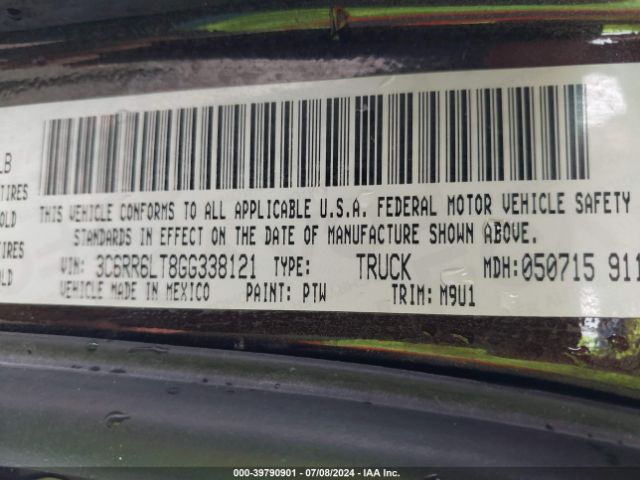 LB
TIRES
OLD
TIRES
OLD
THIS VEHICLE CONFORMS TO ALL APPLICABLE U.S.A. FEDERAL MOTOR VEHICLE SAFETY
STANDARDS IN EFFECT ON THE DATE OF MANUFACTURE SHOWN ABOVE.
VIN: 3C6RR6LT8GG338121 TYPE: TRUCK MDH:050715 911
VEHICLE MADE IN MEXICO PAINT: PTW TRIM: M9U1
000-39790901 - 07/08/2024 - IAA Inc.